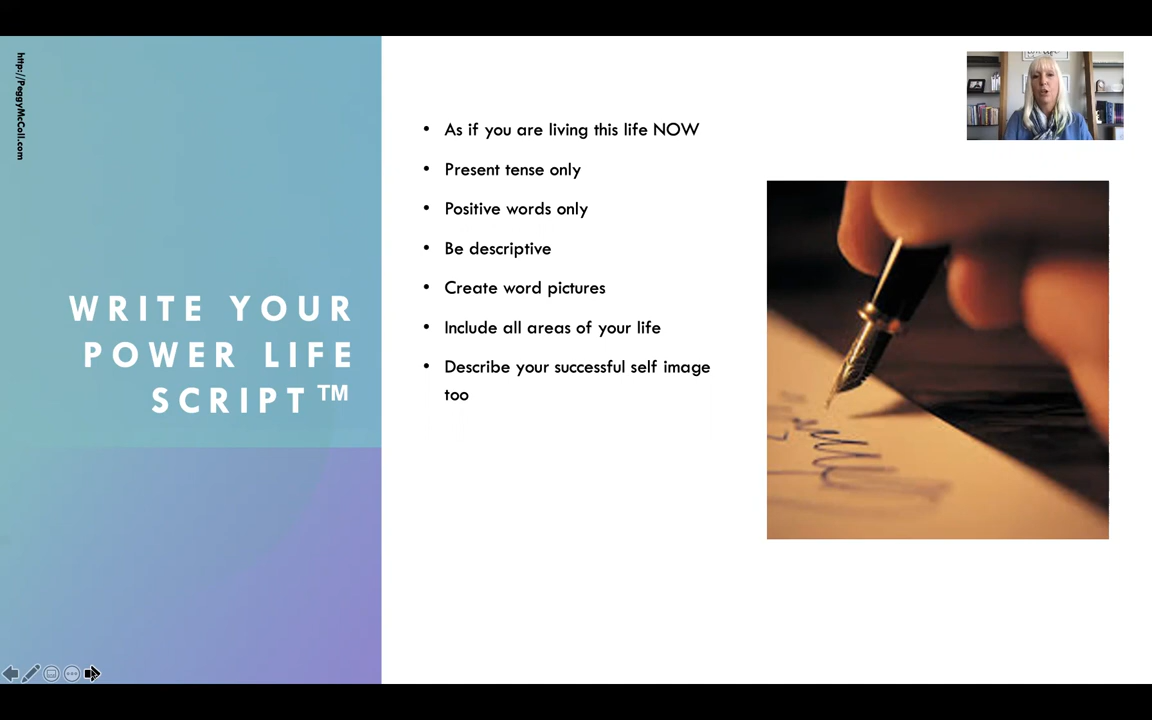 http://PeggyMcColl.com
WRITE YOUR
POWER LIFE
SCRIPT™
• As if you are living this life NOW
• Present tense only
• Positive words only
• Be descriptive
• Create word pictures
• Include all areas of your life
• Describe your successful self image
too